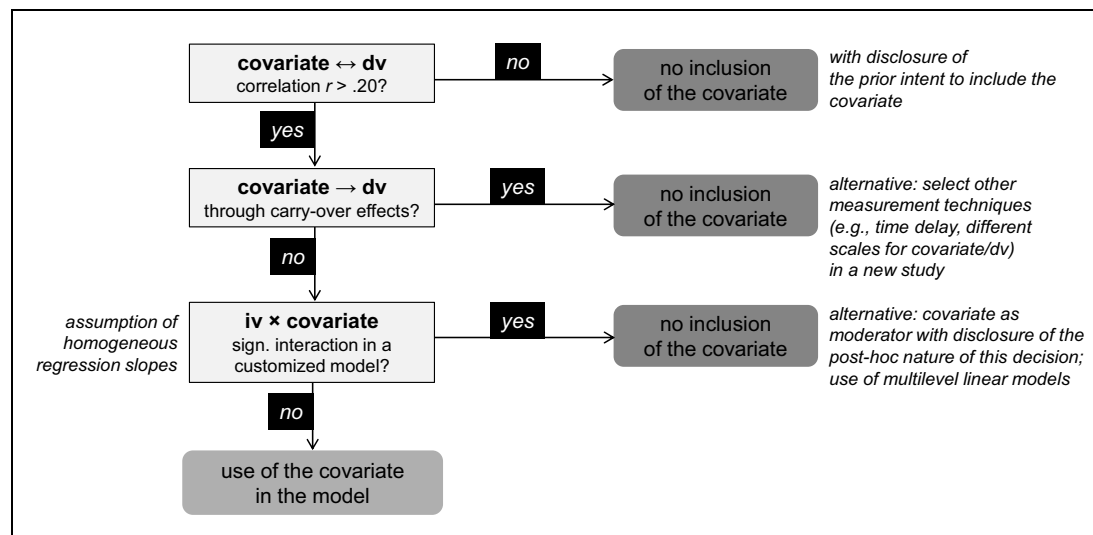 covariate ↔ dv
correlation r > .20?
no
no inclusion
of the covariate
with disclosure of
the prior intent to include the
covariate
yes
covariate → dv
through carry-over effects?
yes
no inclusion
of the covariate
alternative: select other
measurement techniques
(e.g., time delay, different
scales for covariate/dv)
in a new study
no
assumption of
homogeneous
regression slopes
iv × covariate
sign. interaction in a
customized model?
yes
no inclusion
of the covariate
alternative: covariate as
moderator with disclosure of the
post-hoc nature of this decision;
use of multilevel linear models
no
use of the covariate
in the model